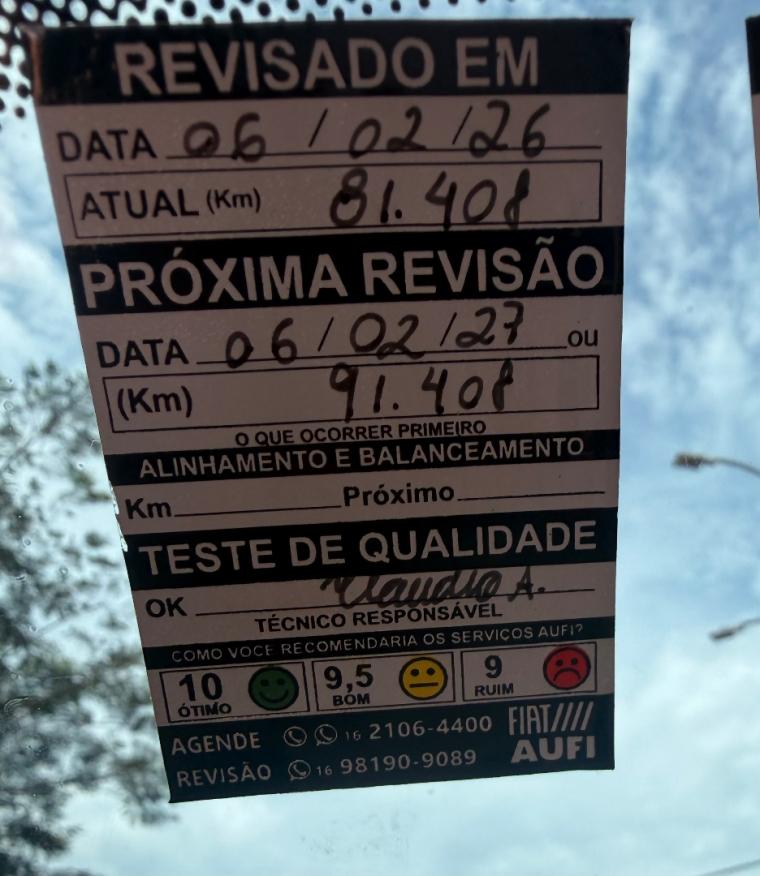 REVISADO EM
DATA 06 / 02 / 26
ATUAL (Km) 81.408
PRÓXIMA REVISÃO
DATA 06 / 02 / 27 ou
(Km) 91.408
O QUE OCORRER PRIMEIRO
ALINHAMENTO E BALANCEAMENTO
Km Próximo
TESTE DE QUALIDADE
OK Claudio A.
TÉCNICO RESPONSÁVEL
COMO VOCE RECOMENDARIA OS SERVIÇOS AUFI?
10 9,5 9
ÓTIMO BOM RUIM
AGENDE 16 2106-4400 FIAT
REVISÃO 16 98190-9089 AUFI